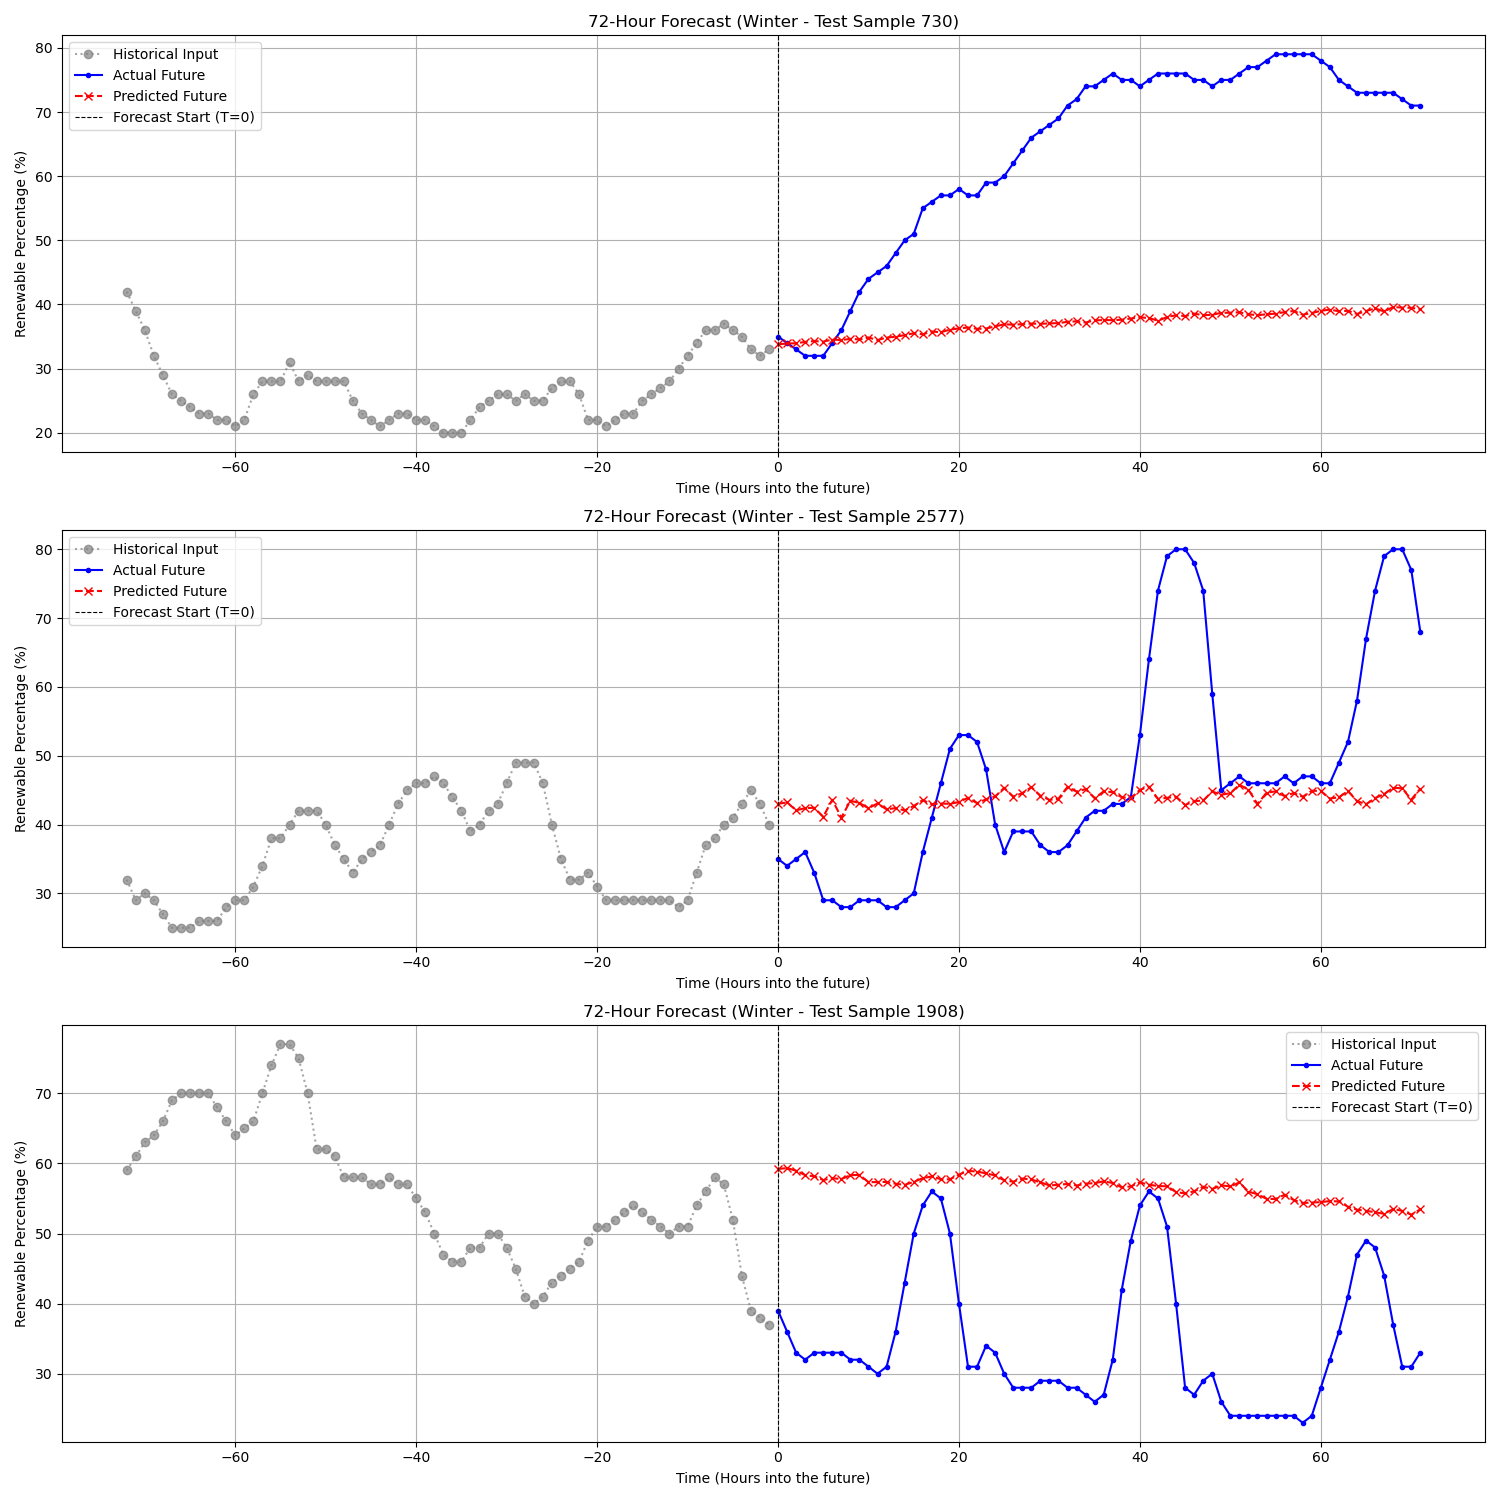 72-Hour Forecast (Winter - Test Sample 730)
Historical Input
Actual Future
Predicted Future
Forecast Start (T=0)
Renewable Percentage (%)
80
70
60
50
40
30
20
−60 −40 −20 0 20 40 60
Time (Hours into the future)
72-Hour Forecast (Winter - Test Sample 2577)
Historical Input
Actual Future
Predicted Future
Forecast Start (T=0)
Renewable Percentage (%)
80
70
60
50
40
30
−60 −40 −20 0 20 40 60
Time (Hours into the future)
72-Hour Forecast (Winter - Test Sample 1908)
Historical Input
Actual Future
Predicted Future
Forecast Start (T=0)
Renewable Percentage (%)
70
60
50
40
30
−60 −40 −20 0 20 40 60
Time (Hours into the future)